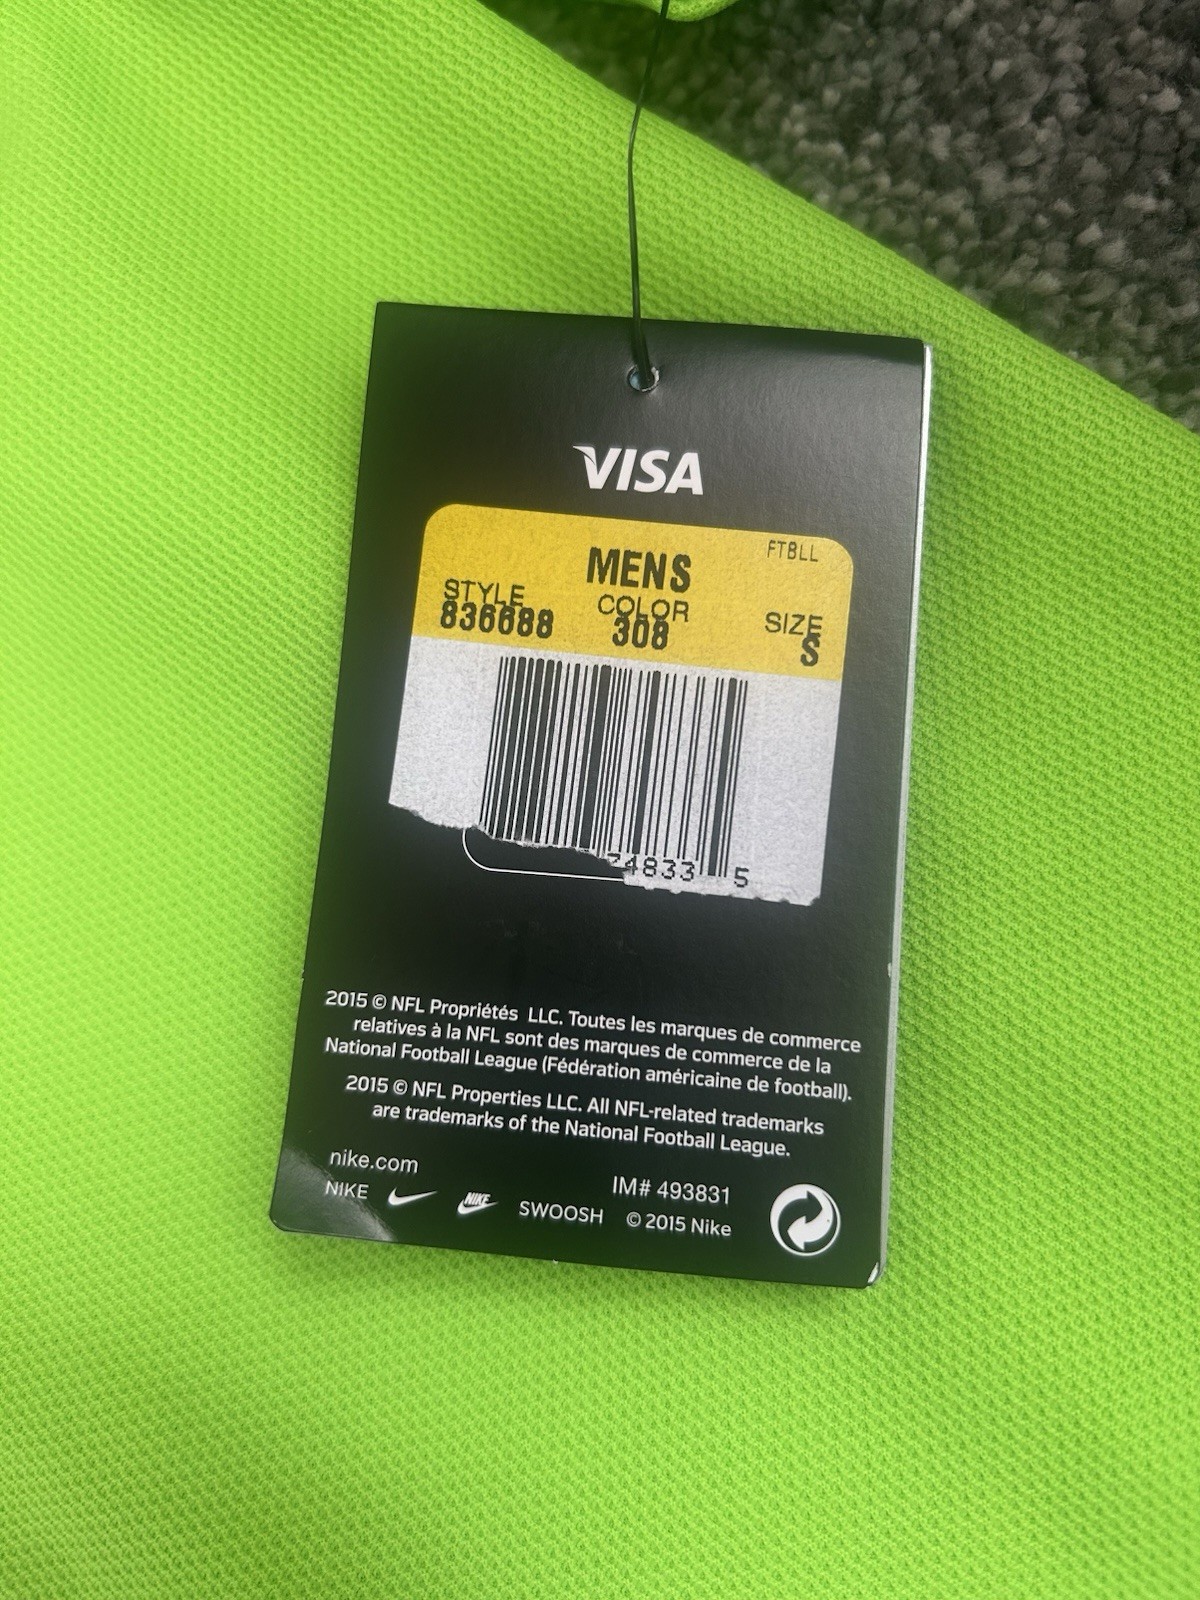 VISA
FTBLL
MENS
STYLE COLOR SIZE
836688 308 S
74833 5
2015 © NFL Propriétés LLC. Toutes les marques de commerce
relatives à la NFL sont des marques de commerce de la
National Football League (Fédération américaine de football).
2015 © NFL Properties LLC. All NFL-related trademarks
are trademarks of the National Football League.
nike.com
IM# 493831
NIKE NIKE SWOOSH © 2015 Nike